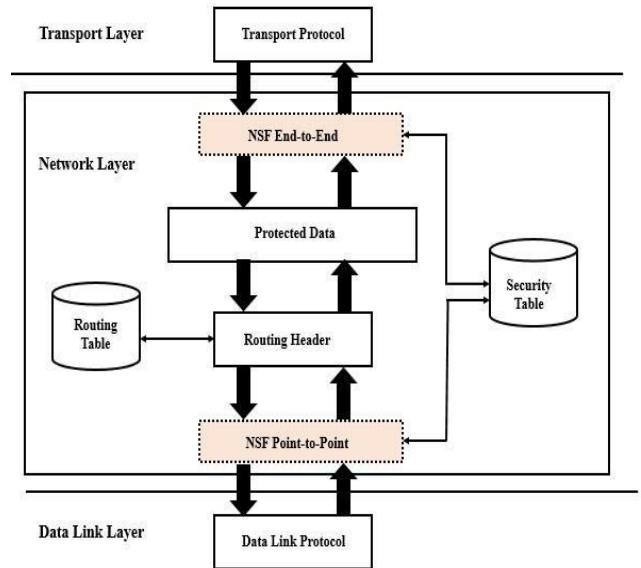 Transport Layer
Transport Protocol
NSF End-to-End
Network Layer
Protected Data
Security
Table
Routing
Table
Routing Header
NSF Point-to-Point
Data Link Layer
Data Link Protocol